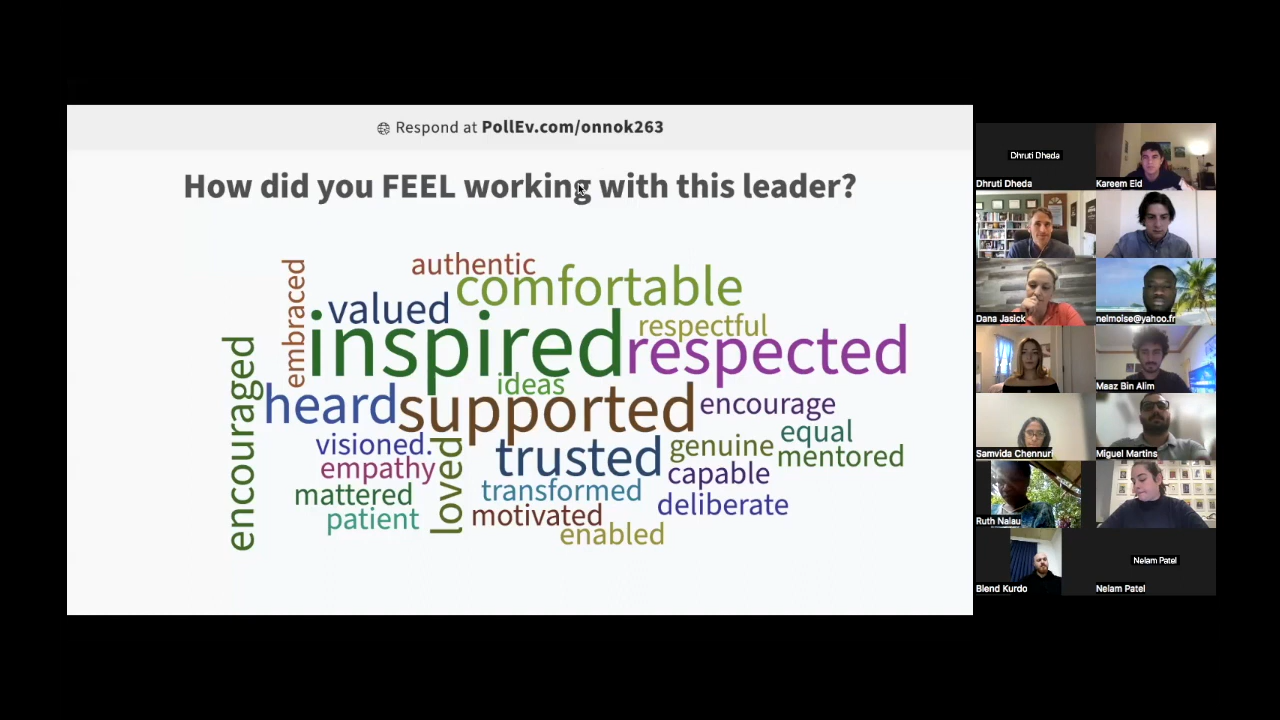 Respond at PollEv.com/onnok263
How did you FEEL working with this leader?
authentic
comfortable
embraced
valued
inspired
respectful
respected
encouraged
ideas
heard
supported
encourage
equal
visioned.
trusted
genuine
mentored
empathy
loved
capable
mattered
transformed
deliberate
patient
motivated
enabled
Dhruti Dheda
Dhruti Dheda
Kareem Eid
Dana Jasick
nelmoise@yahoo.fr
Maaz Bin Alim
Samvida Chennuri
Miguel Martins
Ruth Nalau
Blend Kurdo
Nelam Patel
Nelam Patel